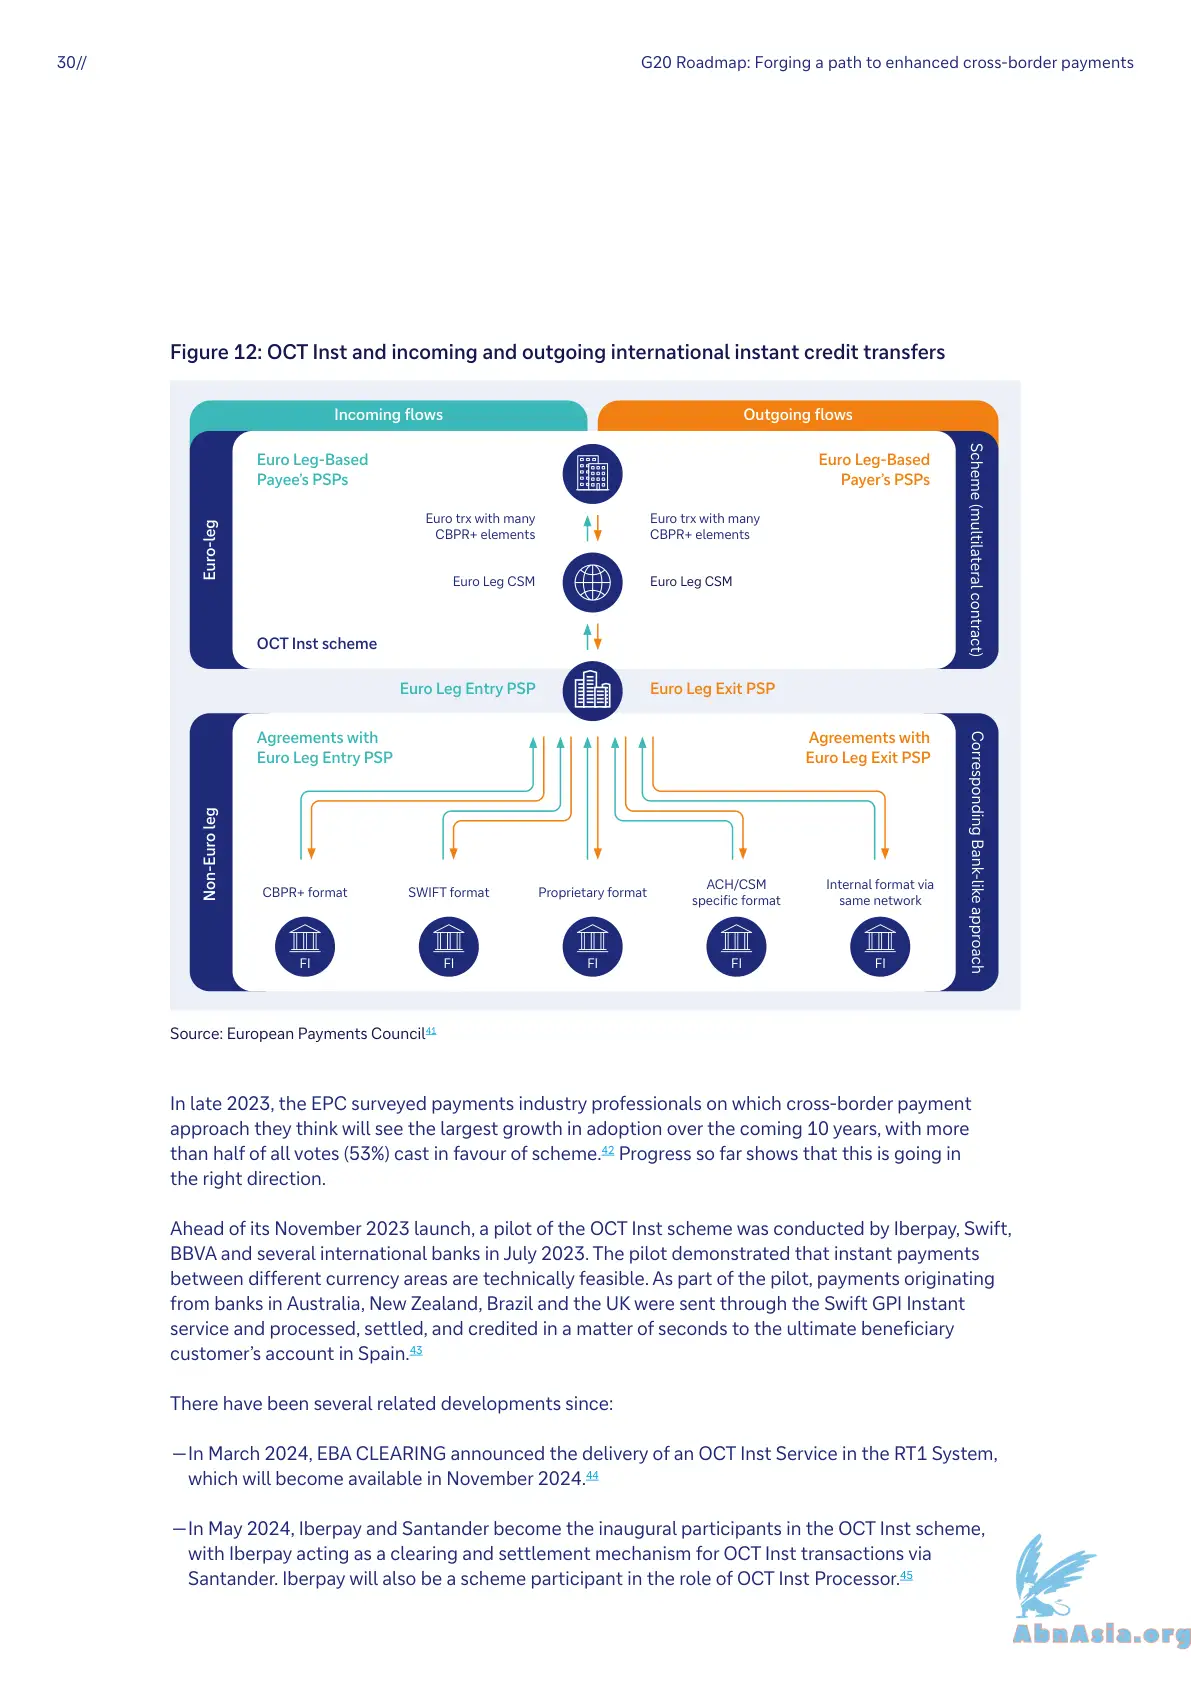 30//
G20 Roadmap: Forging a path to enhanced cross-border payments
Figure 12: OCT Inst and incoming and outgoing international instant credit transfers
Incoming flows
Outgoing flows
Euro-leg
Scheme (multilateral contract)
Euro Leg-Based
Payee's PSPs
Euro Leg-Based
Payer's PSPs
Euro trx with many
CBPR+ elements
Euro trx with many
CBPR+ elements
Euro Leg CSM
Euro Leg CSM
OCT Inst scheme
Euro Leg Entry PSP
Euro Leg Exit PSP
Non-Euro leg
Corresponding Bank-like approach
Agreements with
Euro Leg Entry PSP
Agreements with
Euro Leg Exit PSP
CBPR+ format
SWIFT format
Proprietary format
ACH/CSM
specific format
Internal format via
same network
FI
FI
FI
FI
FI
Source: European Payments Council41
In late 2023, the EPC surveyed payments industry professionals on which cross-border payment
approach they think will see the largest growth in adoption over the coming 10 years, with more
than half of all votes (53%) cast in favour of scheme.42 Progress so far shows that this is going in
the right direction.
Ahead of its November 2023 launch, a pilot of the OCT Inst scheme was conducted by Iberpay, Swift,
BBVA and several international banks in July 2023. The pilot demonstrated that instant payments
between different currency areas are technically feasible. As part of the pilot, payments originating
from banks in Australia, New Zealand, Brazil and the UK were sent through the Swift GPI Instant
service and processed, settled, and credited in a matter of seconds to the ultimate beneficiary
customer's account in Spain.43
There have been several related developments since:
—In March 2024, EBA CLEARING announced the delivery of an OCT Inst Service in the RT1 System,
which will become available in November 2024.44
—In May 2024, Iberpay and Santander become the inaugural participants in the OCT Inst scheme,
with Iberpay acting as a clearing and settlement mechanism for OCT Inst transactions via
Santander. Iberpay will also be a scheme participant in the role of OCT Inst Processor.45
AbnAsia.org